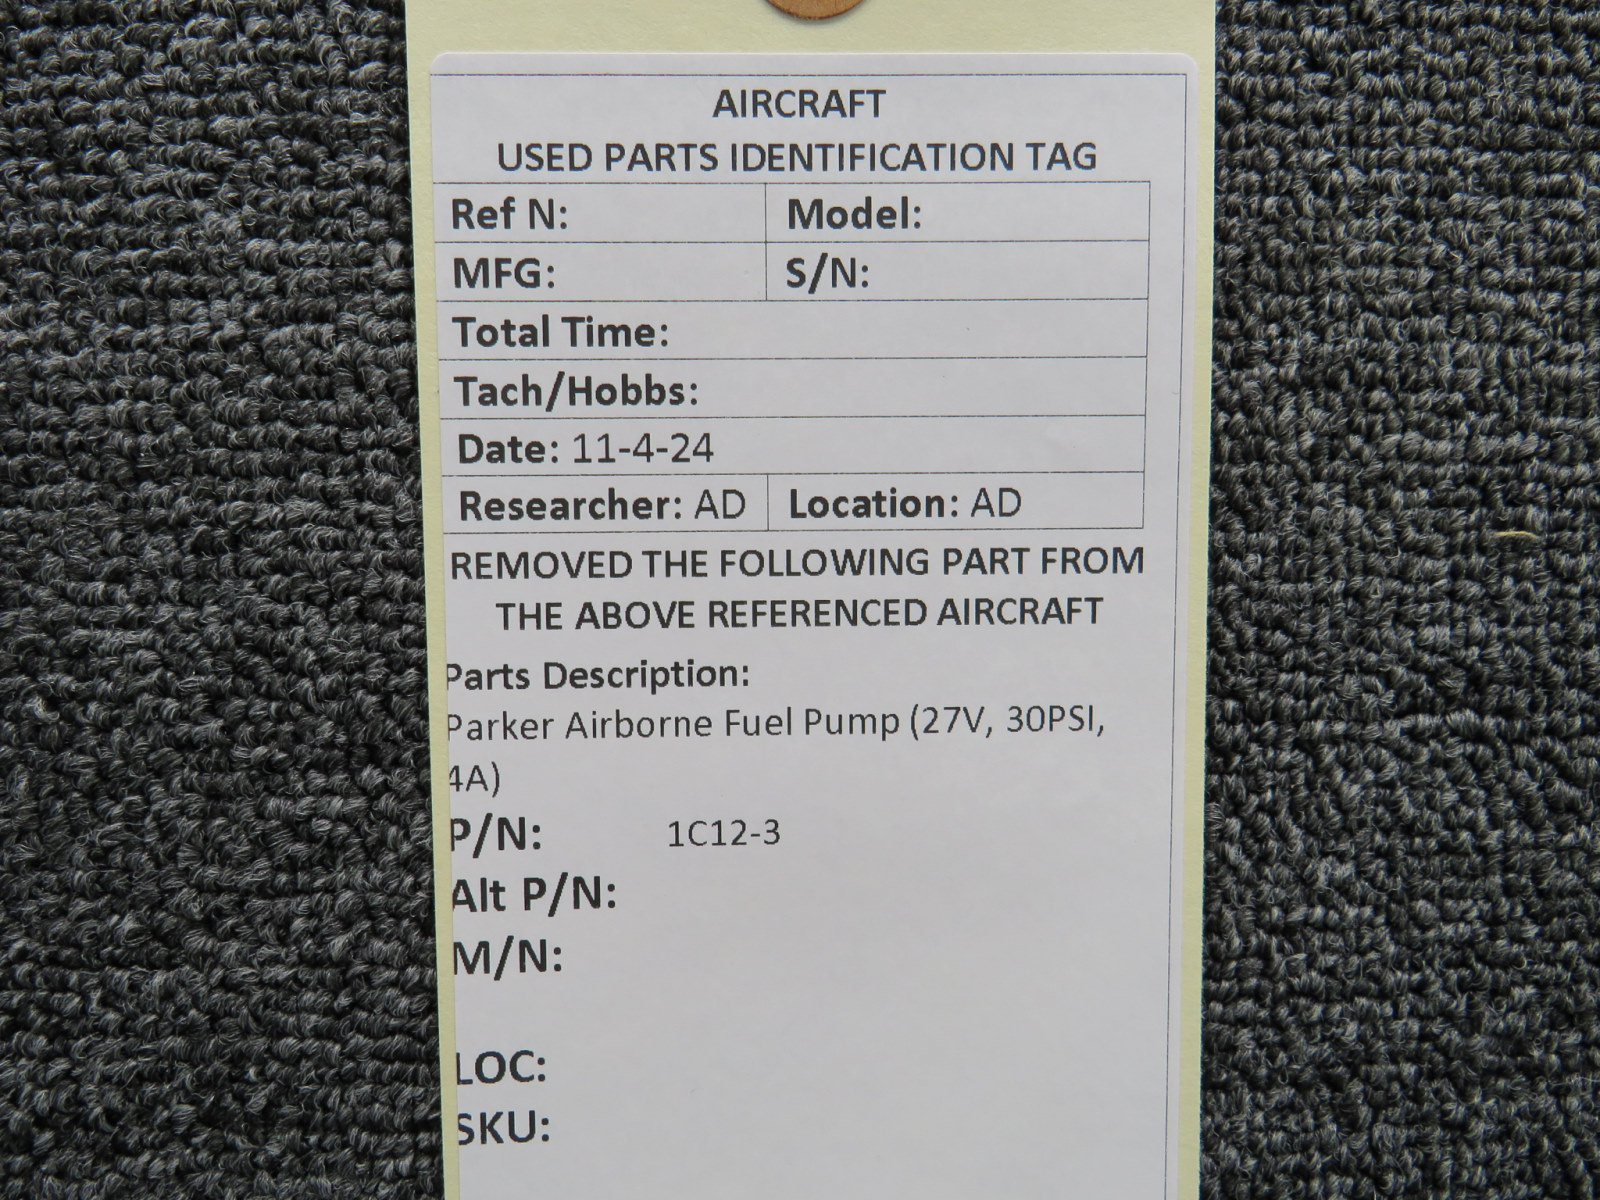 AIRCRAFT
USED PARTS IDENTIFICATION TAG
Ref N: Model:
MFG: S/N:
Total Time:
Tach/Hobbs:
Date: 11-4-24
Researcher: AD Location: AD
REMOVED THE FOLLOWING PART FROM
THE ABOVE REFERENCED AIRCRAFT
Parts Description:
Parker Airborne Fuel Pump (27V, 30PSI,
4A)
P/N: 1C12-3
Alt P/N:
M/N:
LOC:
SKU: